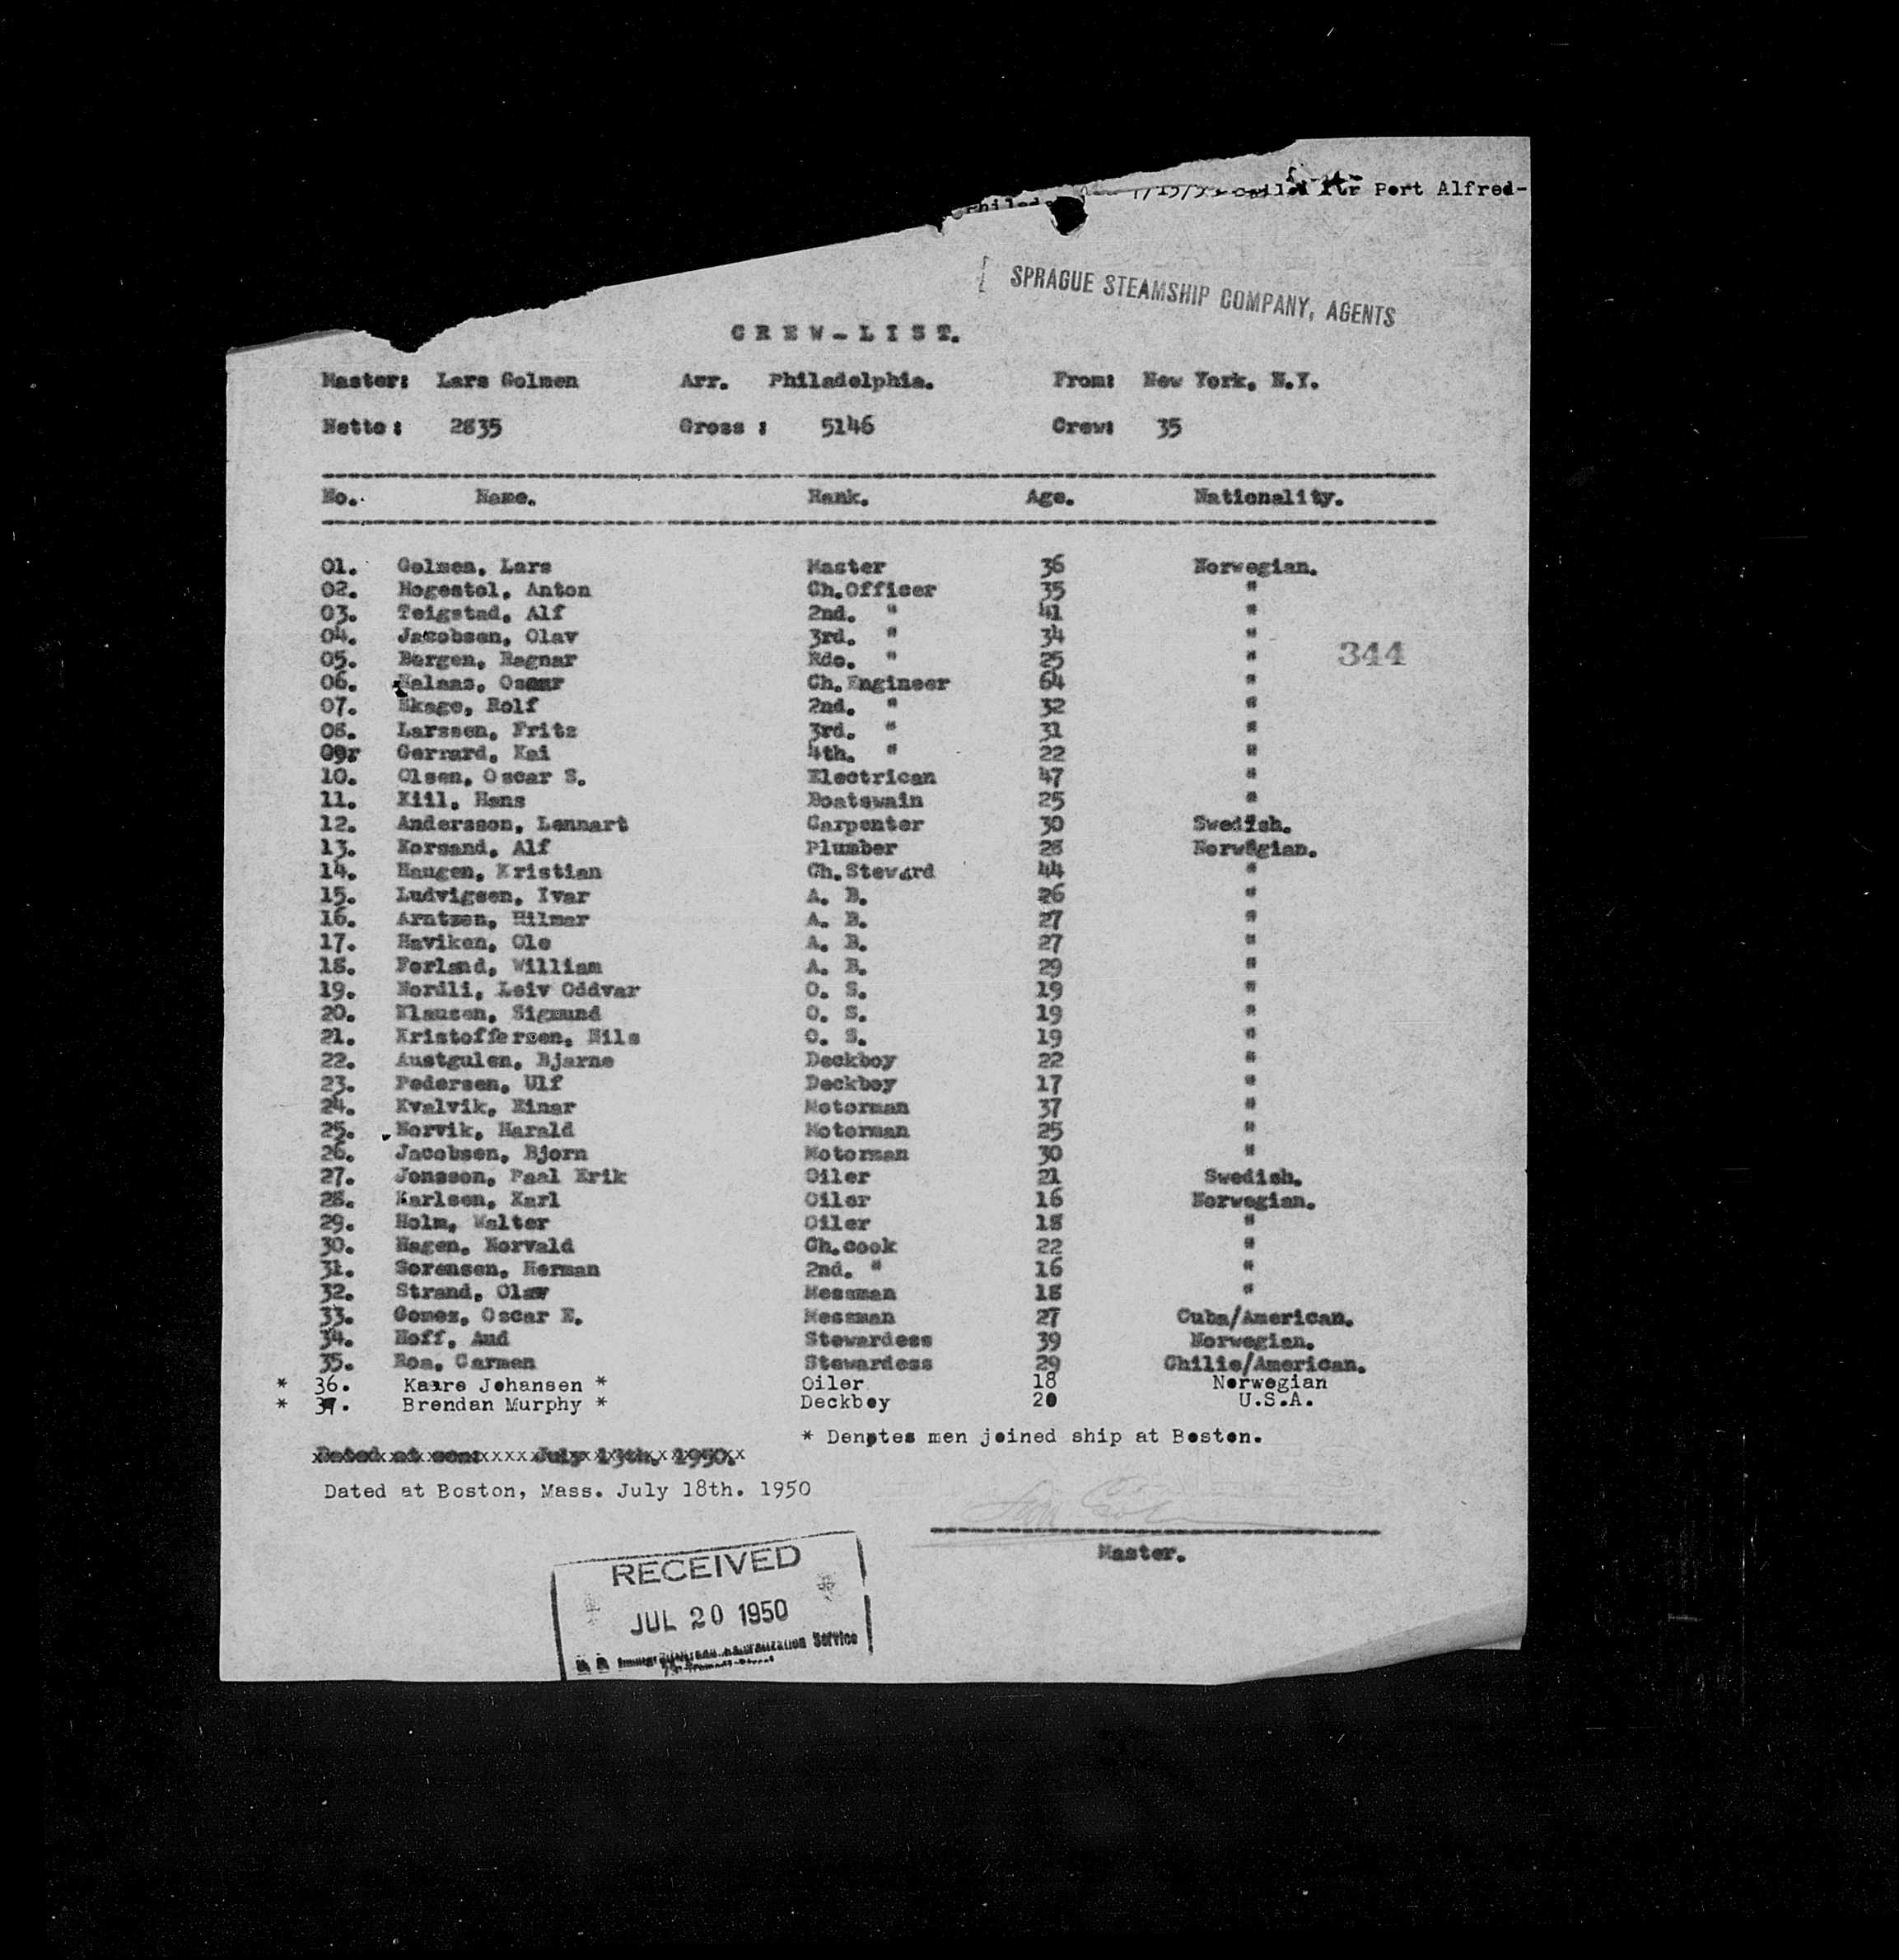 Port Alfred-
SPRAGUE STEAMSHIP COMPANY, AGENTS
CREW-LIST.
Master: Lars Golmen Arr. Philadelphia. From: New York, N.Y.
Netto: 2835 Gross: 5146 Crew: 35
No. Name. Rank. Age. Nationality.
01. Golmen, Lars Master 36 Norwegian.
02. Hogestol, Anton Ch.Officer 35 "
03. Teigstad, Alf 2nd. " 41 "
04. Jacobsen, Olav 3rd. " 34 "
344
05. Borgen, Ragnar Rdo. " 25 "
06. Oscar Ch.Engineer 64 "
07. Skage, Rolf 2nd. " 32 "
08. Larssen, Fritz 3rd. " 31 "
09. Gerrard, Kai 4th. " 22 "
10. Olsen, Oscar S. Electrican 47 "
11. Kiil, Hans Boatswain 25 "
12. Andersson, Lennart Carpenter 30 Swedish.
13. Korsand, Alf Plumber 28 Norwegian.
14. Haugen, Kristian Ch.Steward 44 "
15. Ludvigsen, Ivar A. B. 26 "
16. Arntzen, Hilmar A. B. 27 "
17. Haviken, Ole A. B. 27 "
18. Forland, William A. B. 29 "
19. Nordli, Leiv Oddvar O. S. 19 "
20. Klausen, Sigmund O. S. 19 "
21. Kristoffersen, Nils O. S. 19 "
22. Austgulen, Bjarne Deckboy 22 "
23. Pedersen, Ulf Deckboy 17 "
24. Kvalvik, Einar Motorman 37 "
25. Norvik, Harald Motorman 25 "
26. Jacobsen, Bjorn Motorman 30 "
27. Jonsson, Paal Erik Oiler 21 Swedish.
28. Karlsen, Karl Oiler 16 Norwegian.
29. Holm, Walter Oiler 18 "
30. Hagen, Norvald Ch.cook 22 "
31. Sorensen, Herman 2nd. " 16 "
32. Strand, Olav Messman 18 "
33. Gomez, Oscar E. Messman 27 Cuba/American.
34. Hoff, Aud Stewardess 39 Norwegian.
35. Roa, Carmen Stewardess 29 Chilie/American.
* 36. Kaare Johansen * Oiler 18 Norwegian
* 37. Brendan Murphy * Deckboy 20 U.S.A.
* Denotes men joined ship at Boston.
Dated at sea: July 13th. 1950.
Dated at Boston, Mass. July 18th. 1950
Master.
RECEIVED
JUL 20 1950
Service